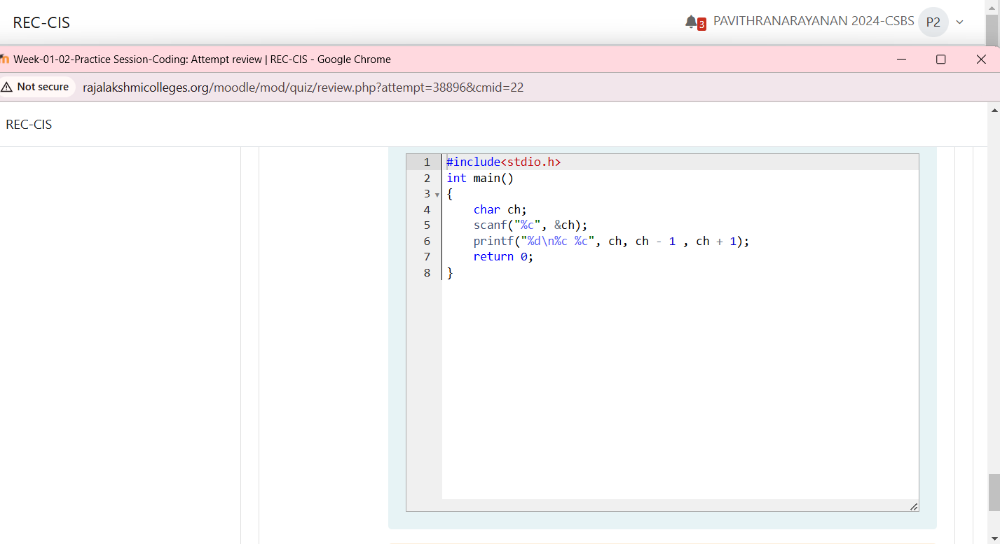 REC-CIS
3 PAVITHRANARAYANAN 2024-CSBS P2
Week-01-02-Practice Session-Coding: Attempt review | REC-CIS - Google Chrome
Not secure rajalakshmicolleges.org/moodle/mod/quiz/review.php?attempt=38896&cmid=22
REC-CIS
1 #include<stdio.h>
2 int main()
3 {
4     char ch;
5     scanf("%c", &ch);
6     printf("%d\n%c %c", ch, ch - 1 , ch + 1);
7     return 0;
8 }